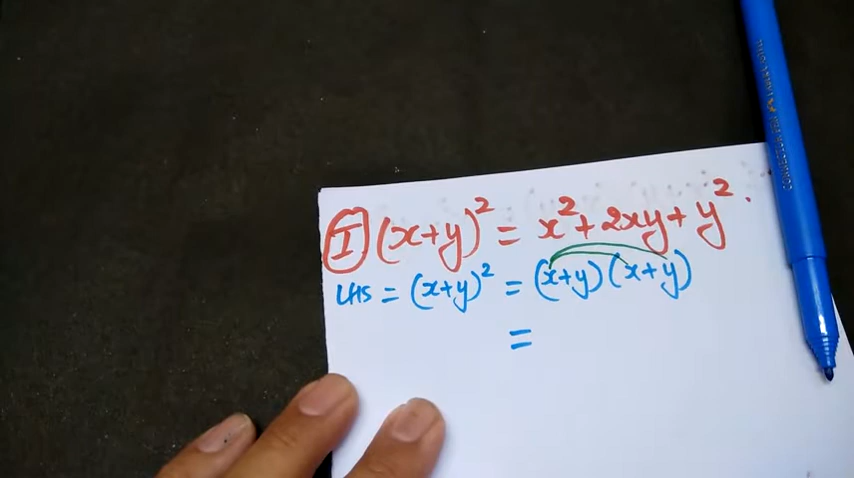 I (x+y)² = x²+2xy+y².
LHS = (x+y)² = (x+y)(x+y)
=